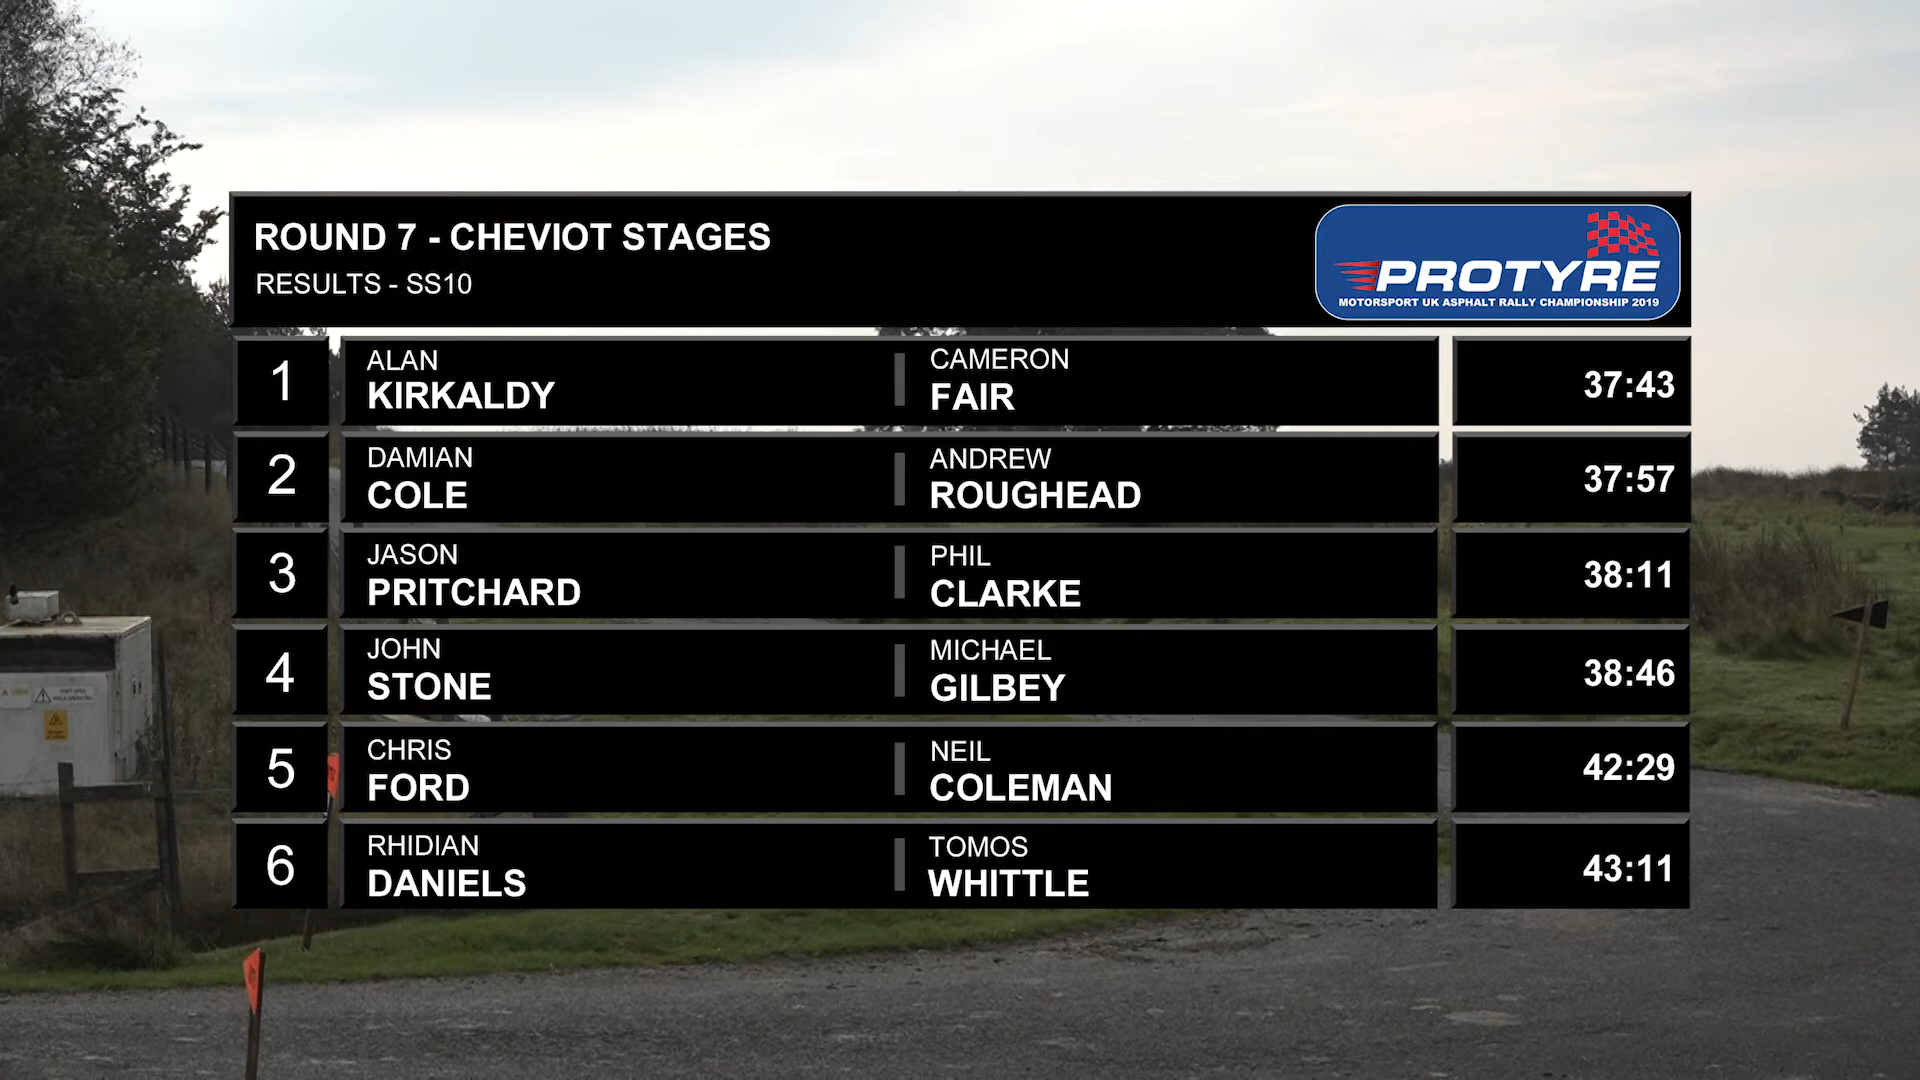 ROUND 7 - CHEVIOT STAGES
RESULTS - SS10
PROTYRE
MOTORSPORT UK ASPHALT RALLY CHAMPIONSHIP 2019
1
ALAN
KIRKALDY
CAMERON
FAIR
37:43
2
DAMIAN
COLE
ANDREW
ROUGHEAD
37:57
3
JASON
PRITCHARD
PHIL
CLARKE
38:11
4
JOHN
STONE
MICHAEL
GILBEY
38:46
5
CHRIS
FORD
NEIL
COLEMAN
42:29
6
RHIDIAN
DANIELS
TOMOS
WHITTLE
43:11